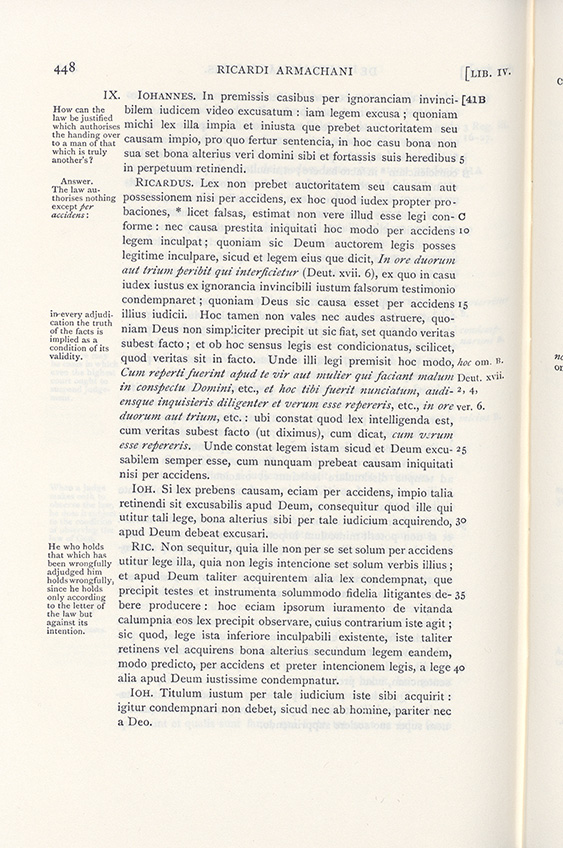 448 RICARDI ARMACHANI [LIB. IV.
IX. IOHANNES. In premissis casibus per ignoranciam invinci- [41B
bilem iudicem video excusatum : iam legem excusa ; quoniam
michi lex illa impia et iniusta que prebet auctoritatem seu
causam impio, pro quo fertur sentencia, in hoc casu bona non
sua set bona alterius veri domini sibi et fortassis suis heredibus 5
in perpetuum retinendi.
How can the
law be justified
which authorises
the handing over
to a man of that
which is truly
another's ?
RICARDUS. Lex non prebet auctoritatem seu causam aut
possessionem nisi per accidens, ex hoc quod iudex propter pro-
baciones, * licet falsas, estimat non vere illud esse legi con- C
forme : nec causa prestita iniquitati hoc modo per accidens 10
legem inculpat ; quoniam sic Deum auctorem legis posses
legitime inculpare, sicud et legem eius que dicit, In ore duorum
aut trium peribit qui interficietur (Deut. xvii. 6), ex quo in casu
iudex iustus ex ignorancia invincibili iustum falsorum testimonio
condempnaret ; quoniam Deus sic causa esset per accidens 15
illius iudicii. Hoc tamen non vales nec audes astruere, quo-
niam Deus non simpliciter precipit ut sic fiat, set quando veritas
subest facto ; et ob hoc sensus legis est condicionatus, scilicet,
quod veritas sit in facto. Unde illi legi premisit hoc modo, hoc om. B.
Cum reperti fuerint apud te vir aut mulier qui faciant malum Deut. xvii.
in conspectu Domini, etc., et hoc tibi fuerit nunciatum, audi- 2, 4,
ensque inquisieris diligenter et verum esse repereris, etc., in ore ver. 6.
duorum aut trium, etc. : ubi constat quod lex intelligenda est,
cum veritas subest facto (ut diximus), cum dicat, cum verum
esse repereris. Unde constat legem istam sicud et Deum excu- 25
sabilem semper esse, cum nunquam prebeat causam iniquitati
nisi per accidens.
Answer.
The law au-
thorises nothing
except per
accidens :
in every adjudi-
cation the truth
of the facts is
implied as a
condition of its
validity.
IOH. Si lex prebens causam, eciam per accidens, impio talia
retinendi sit excusabilis apud Deum, consequitur quod ille qui
utitur tali lege, bona alterius sibi per tale iudicium acquirendo, 30
apud Deum debeat excusari.
RIC. Non sequitur, quia ille non per se set solum per accidens
utitur lege illa, quia non legis intencione set solum verbis illius ;
et apud Deum taliter acquirentem alia lex condempnat, que
precipit testes et instrumenta solummodo fidelia litigantes de- 35
bere producere : hoc eciam ipsorum iuramento de vitanda
calumpnia eos lex precipit observare, cuius contrarium iste agit ;
sic quod, lege ista inferiore inculpabili existente, iste taliter
retinens vel acquirens bona alterius secundum legem eandem,
modo predicto, per accidens et preter intencionem legis, a lege 40
alia apud Deum iustissime condempnatur.
He who holds
that which has
been wrongfully
adjudged him
holds wrongfully,
since he holds
only according
to the letter of
the law but
against its
intention.
IOH. Titulum iustum per tale iudicium iste sibi acquirit :
igitur condempnari non debet, sicud nec ab homine, pariter nec
a Deo.